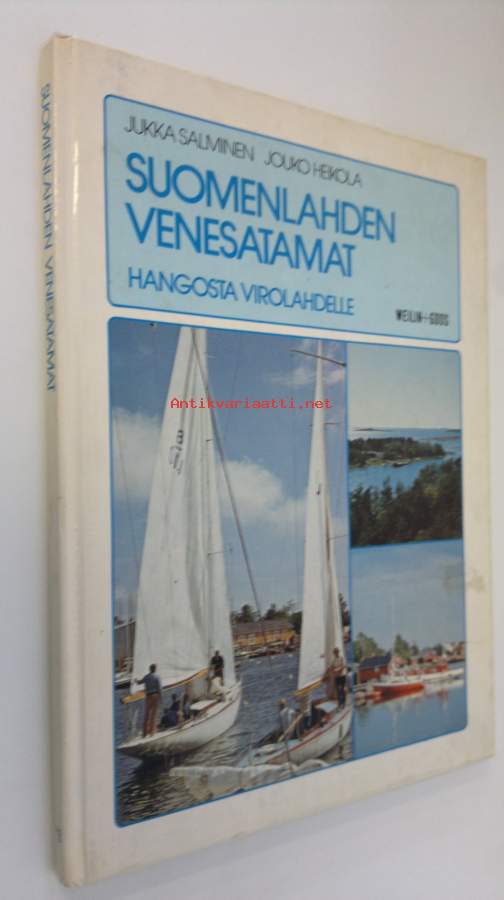 SUOMENLAHDEN VENESATAMAT
JUKKA SALMINEN JOUKO HEIKOLA
SUOMENLAHDEN
VENESATAMAT
HANGOSTA VIROLAHDELLE
WEILIN+GÖÖS
Antikvariaatti.net